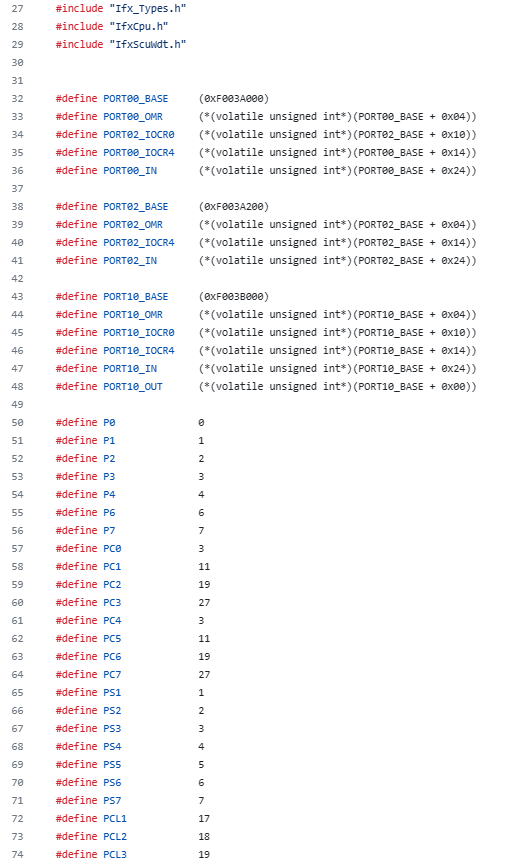 27 #include "Ifx_Types.h"
28 #include "IfxCpu.h"
29 #include "IfxScuWdt.h"
30
31
32 #define PORT00_BASE (0xF003A000)
33 #define PORT00_OMR (*(volatile unsigned int*)(PORT00_BASE + 0x04))
34 #define PORT02_IOCR0 (*(volatile unsigned int*)(PORT02_BASE + 0x10))
35 #define PORT00_IOCR4 (*(volatile unsigned int*)(PORT00_BASE + 0x14))
36 #define PORT00_IN (*(volatile unsigned int*)(PORT00_BASE + 0x24))
37
38 #define PORT02_BASE (0xF003A200)
39 #define PORT02_OMR (*(volatile unsigned int*)(PORT02_BASE + 0x04))
40 #define PORT02_IOCR4 (*(volatile unsigned int*)(PORT02_BASE + 0x14))
41 #define PORT02_IN (*(volatile unsigned int*)(PORT02_BASE + 0x24))
42
43 #define PORT10_BASE (0xF003B000)
44 #define PORT10_OMR (*(volatile unsigned int*)(PORT10_BASE + 0x04))
45 #define PORT10_IOCR0 (*(volatile unsigned int*)(PORT10_BASE + 0x10))
46 #define PORT10_IOCR4 (*(volatile unsigned int*)(PORT10_BASE + 0x14))
47 #define PORT10_IN (*(volatile unsigned int*)(PORT10_BASE + 0x24))
48 #define PORT10_OUT (*(volatile unsigned int*)(PORT10_BASE + 0x00))
49
50 #define P0 0
51 #define P1 1
52 #define P2 2
53 #define P3 3
54 #define P4 4
55 #define P6 6
56 #define P7 7
57 #define PC0 3
58 #define PC1 11
59 #define PC2 19
60 #define PC3 27
61 #define PC4 3
62 #define PC5 11
63 #define PC6 19
64 #define PC7 27
65 #define PS1 1
66 #define PS2 2
67 #define PS3 3
68 #define PS4 4
69 #define PS5 5
70 #define PS6 6
71 #define PS7 7
72 #define PCL1 17
73 #define PCL2 18
74 #define PCL3 19